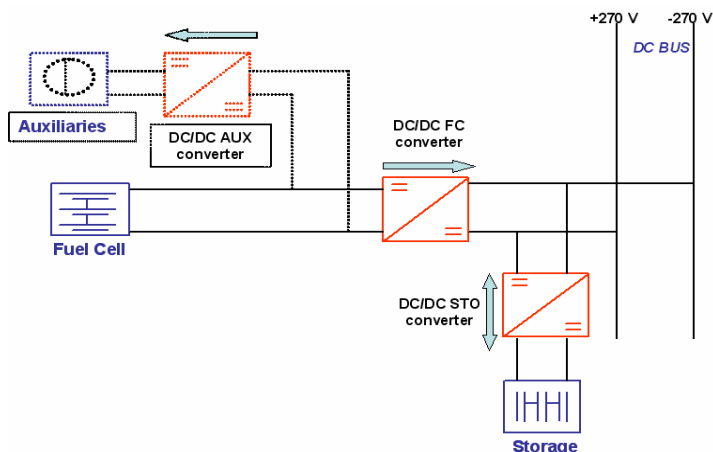 +270 V
-270 V
DC BUS
Auxiliaries
DC/DC AUX
converter
DC/DC FC
converter
Fuel Cell
DC/DC STO
converter
Storage